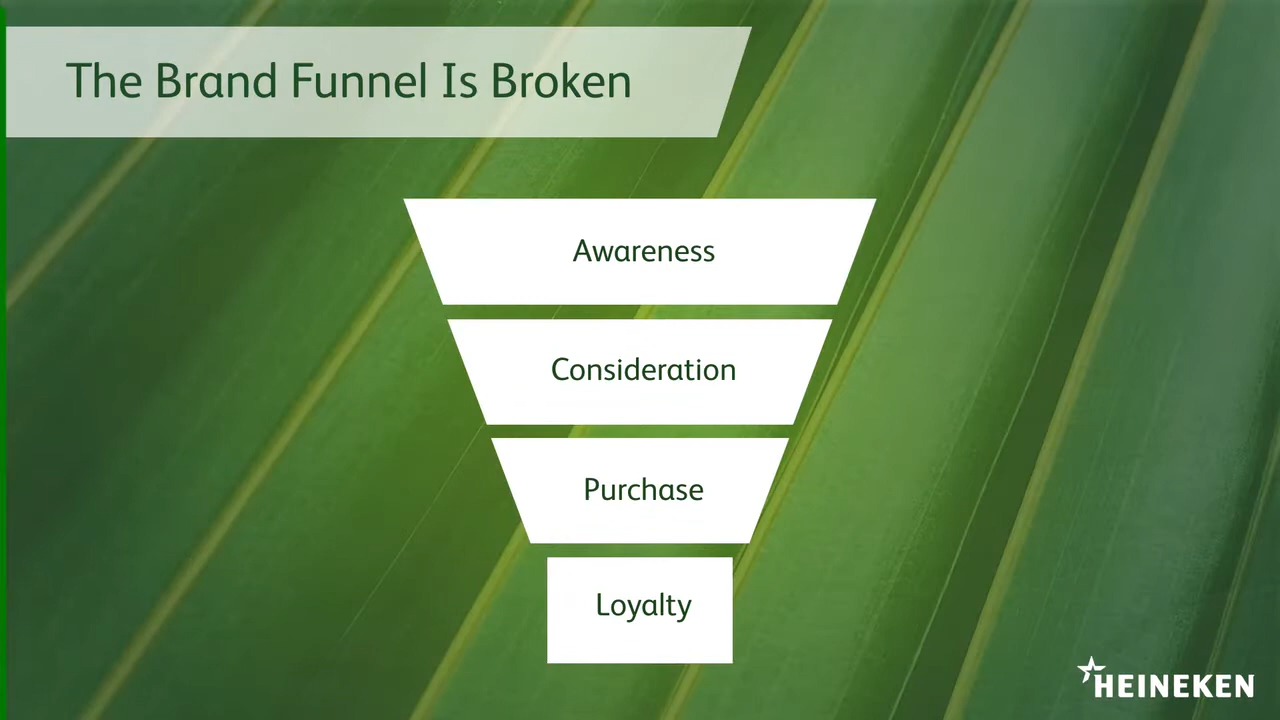 The Brand Funnel Is Broken
Awareness
Consideration
Purchase
Loyalty
HEINEKEN